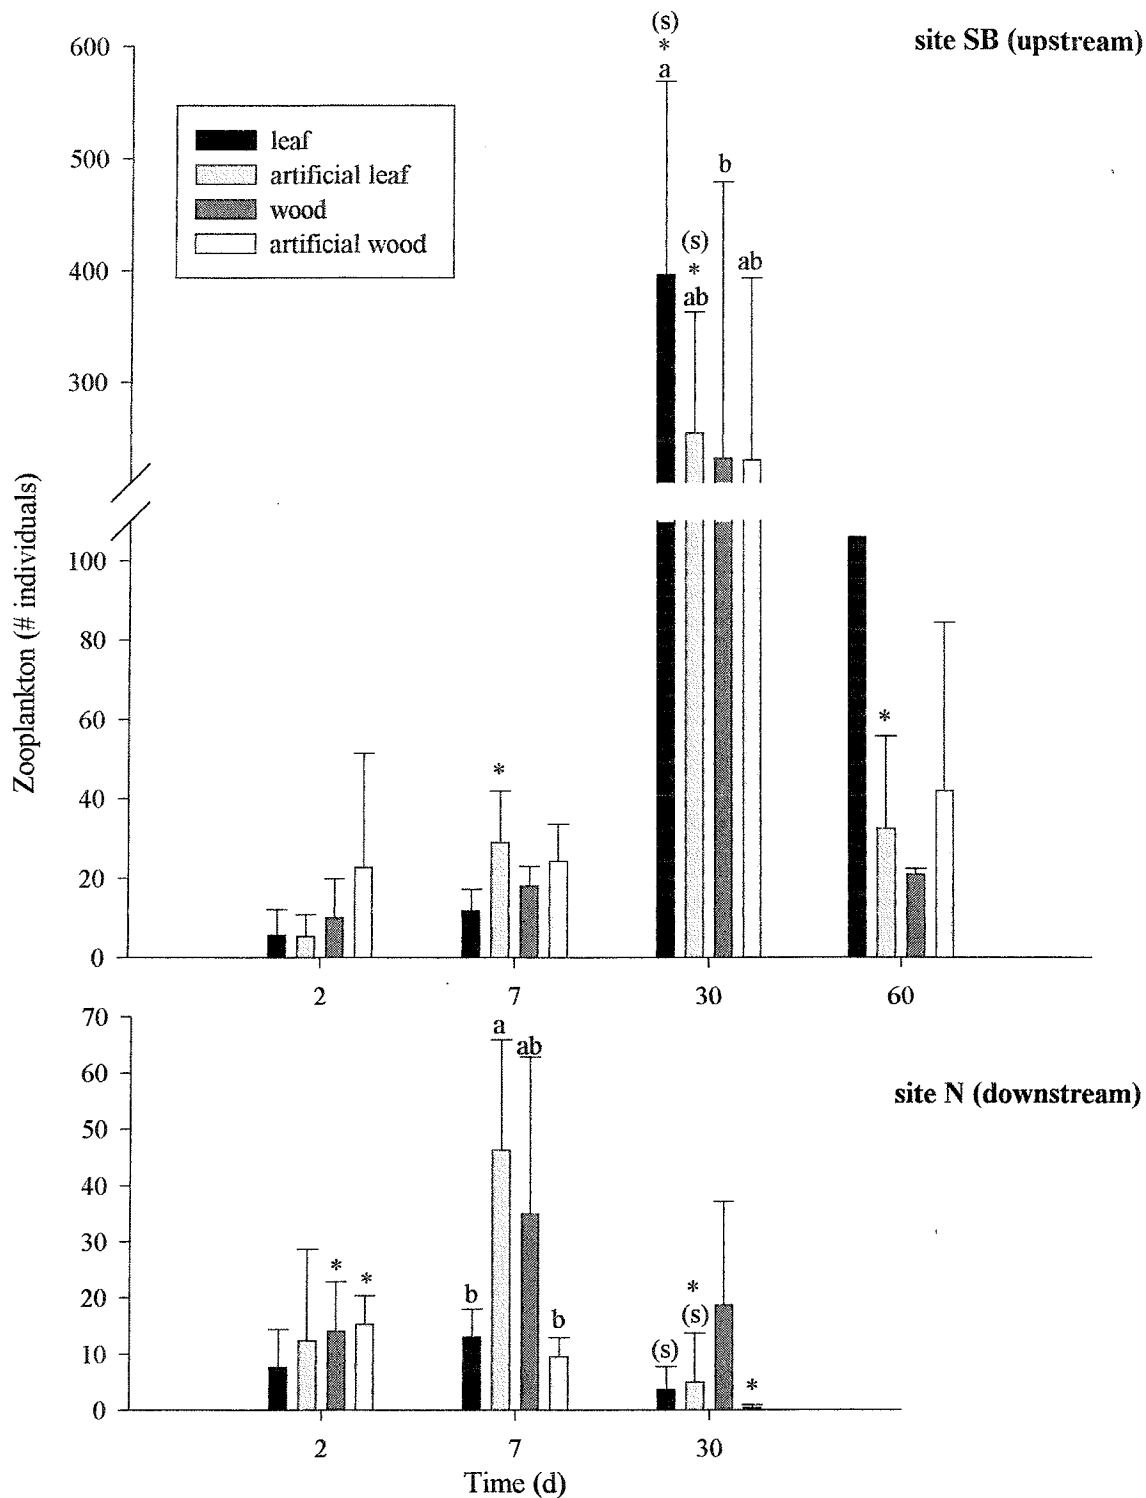 site SB (upstream)
(s)
*
a
600
leaf
artificial leaf
wood
artificial wood
500
b
400
(s)
*
ab
ab
300
Zooplankton (# individuals)
100
80
60
*
*
40
20
0
2
7
30
60
70
a
ab
60
site N (downstream)
50
40
30
*
*
*
20
b
b
(s)
(s)
*
10
0
2
7
30
Time (d)